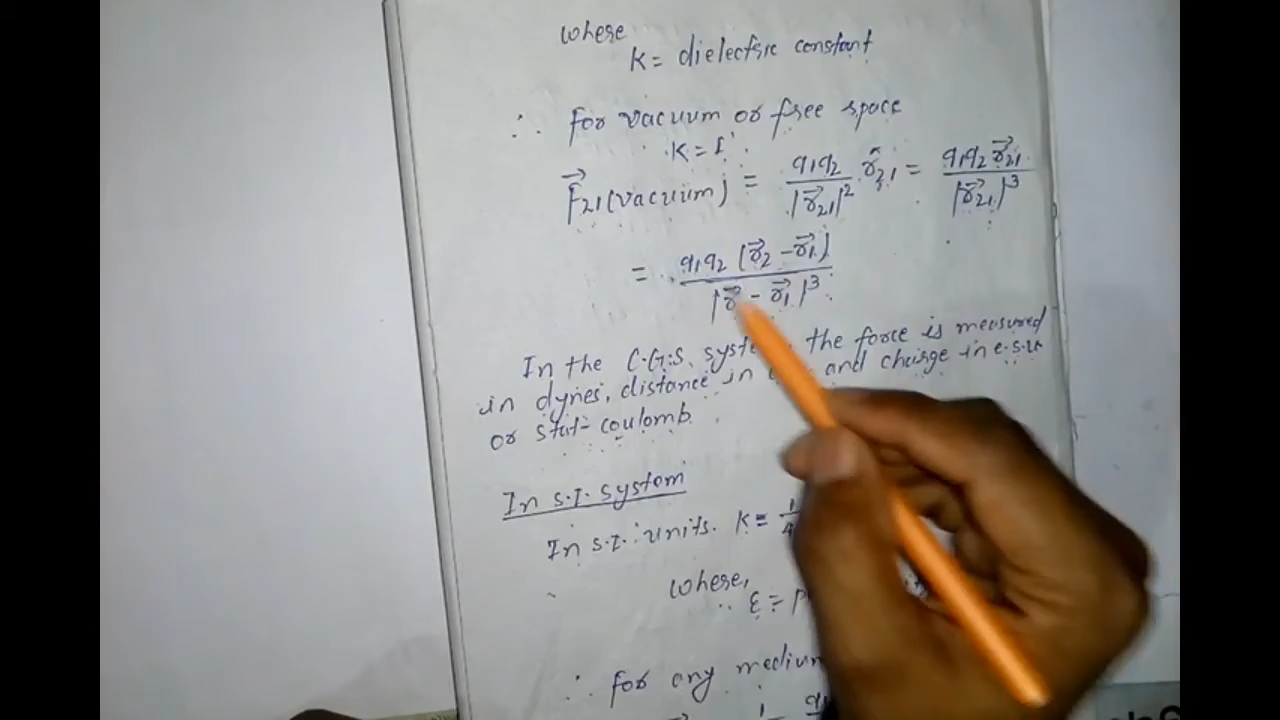 where
K = dielectric constant
∴ for vacuum or free space
K = 1
F⃗21(vacuum) = q1q2 / |r⃗21|² r̂21 = q1q2 r⃗21 / |r⃗21|³
= q1q2 (r⃗2 - r⃗1) / |r⃗ - r⃗1|³
In the C.G.S. system the force is measured
in dynes, distance in and charge in e.s.u
or stat-coulomb.
In S.I. system
In S.I. units. K = 1
where,
ε =
∴ for any medium